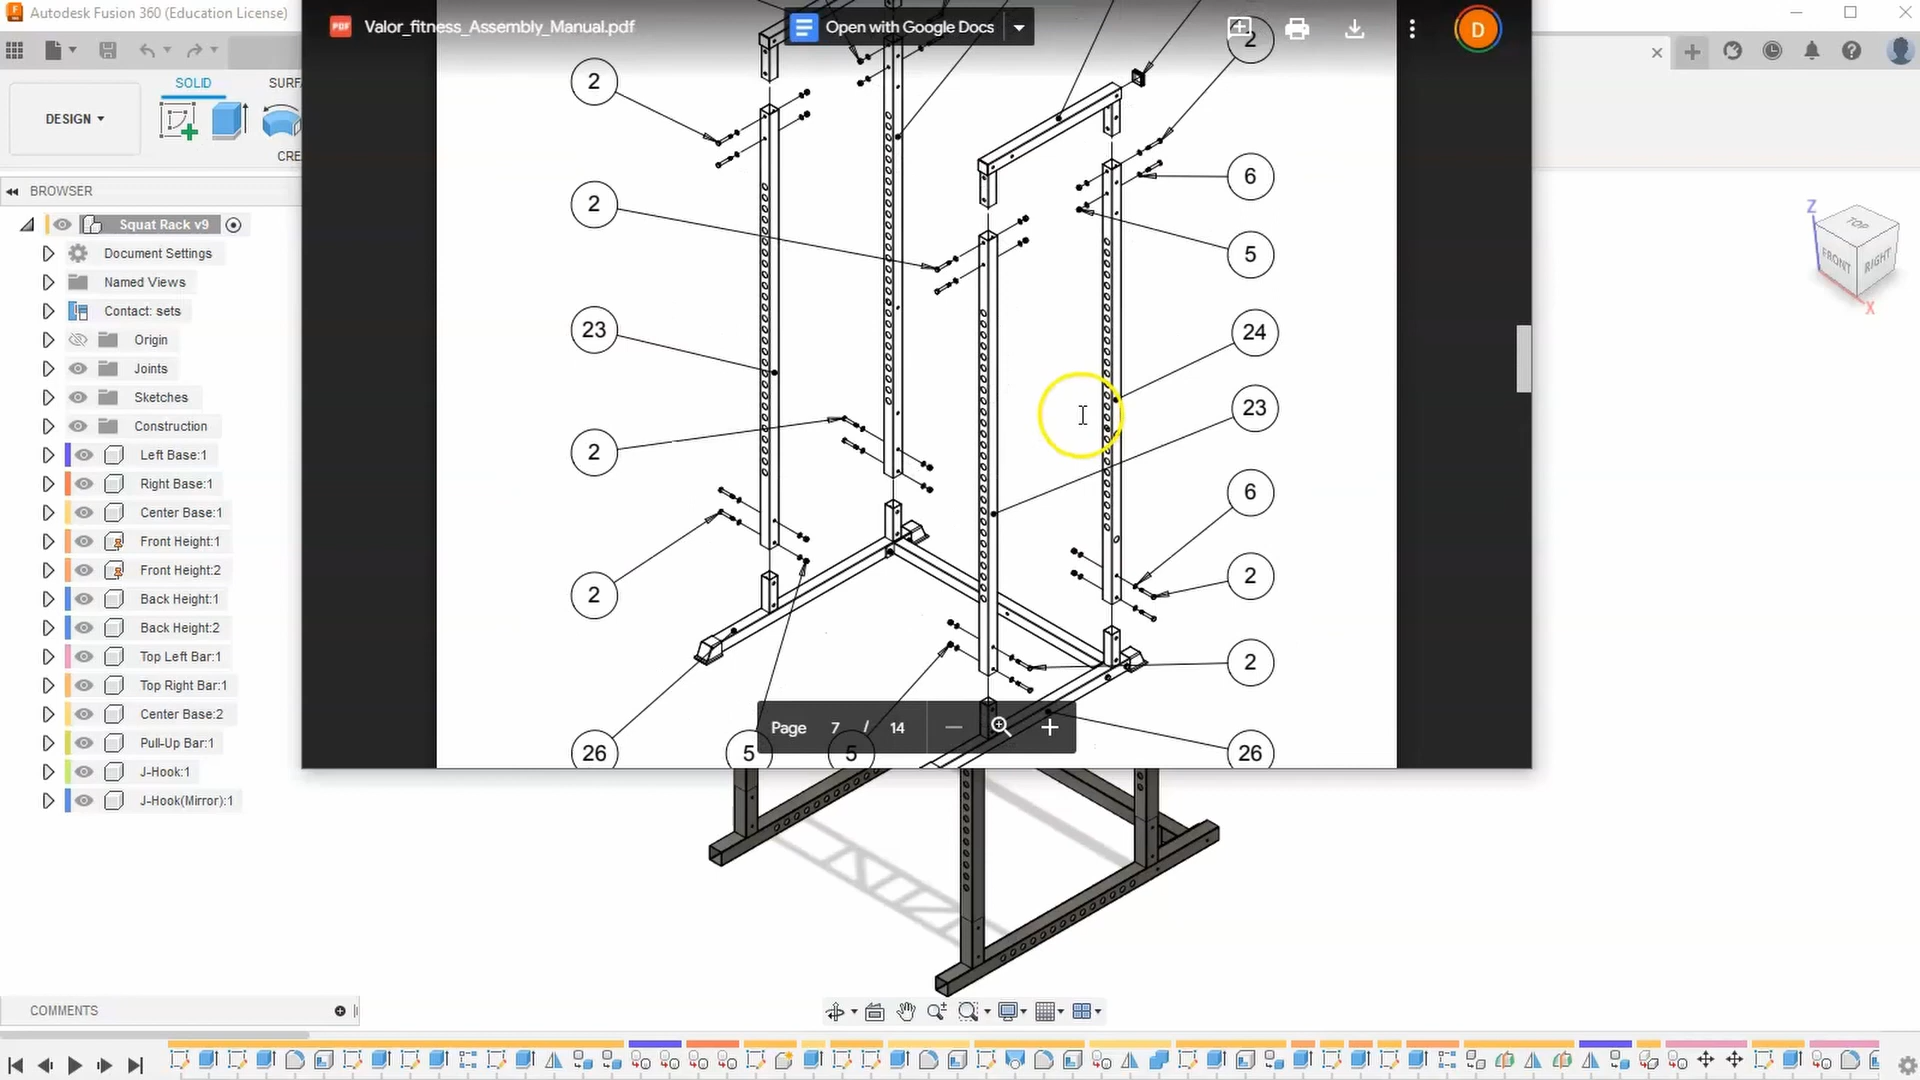 Autodesk Fusion 360 (Education License)
PDF
Valor_fitness_Assembly_Manual.pdf
Open with Google Docs
D
SOLID
DESIGN
BROWSER
Squat Rack v9
Document Settings
Named Views
Contact: sets
Origin
Joints
Sketches
Construction
Left Base:1
Right Base:1
Center Base:1
Front Height:1
Front Height:2
Back Height:1
Back Height:2
Top Left Bar:1
Top Right Bar:1
Center Base:2
Pull-Up Bar:1
J-Hook:1
J-Hook(Mirror):1
2
2
23
2
2
26
5
5
2
6
5
24
23
6
2
2
26
Page 7 / 14
Z
TOP
FRONT
RIGHT
X
COMMENTS